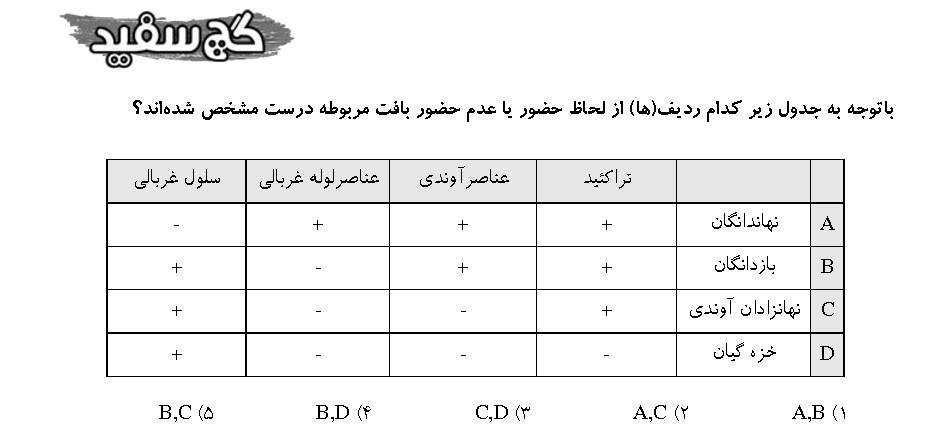 گچ سفید
باتوجه به جدول زیر کدام ردیف(ها) از لحاظ حضور یا عدم حضور بافت مربوطه درست مشخص شده‌اند؟
تراکئید عناصرآوندی عناصرلوله غربالی سلول غربالی
A نهاندانگان + + + -
B بازدانگان + + - +
C نهانزادان آوندی + - - +
D خزه گیان - - - +
۱) A,B ۲) A,C ۳) C,D ۴) B,D ۵) B,C